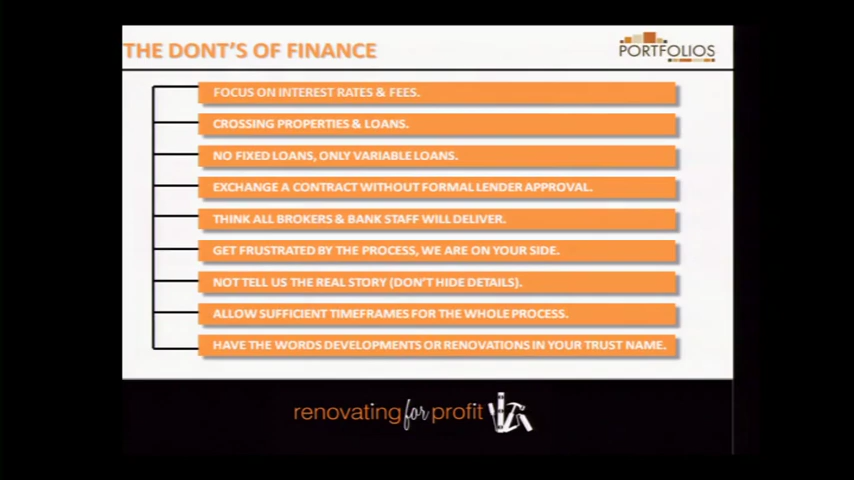 THE DONT'S OF FINANCE
PORTFOLIOS
FOCUS ON INTEREST RATES & FEES.
CROSSING PROPERTIES & LOANS.
NO FIXED LOANS, ONLY VARIABLE LOANS.
EXCHANGE A CONTRACT WITHOUT FORMAL LENDER APPROVAL.
THINK ALL BROKERS & BANK STAFF WILL DELIVER.
GET FRUSTRATED BY THE PROCESS, WE ARE ON YOUR SIDE.
NOT TELL US THE REAL STORY (DON'T HIDE DETAILS).
ALLOW SUFFICIENT TIMEFRAMES FOR THE WHOLE PROCESS.
HAVE THE WORDS DEVELOPMENTS OR RENOVATIONS IN YOUR TRUST NAME.
renovating for profit